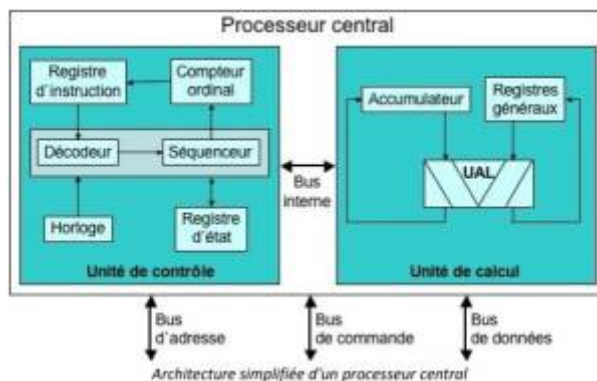 Processeur central
Registre
d'instruction
Compteur
ordinal
Décodeur
Séquenceur
Horloge
Registre
d'état
Unité de contrôle
Bus
interne
Accumulateur
Registres
généraux
UAL
Unité de calcul
Bus
d'adresse
Bus
de commande
Bus
de données
Architecture simplifiée d'un processeur central